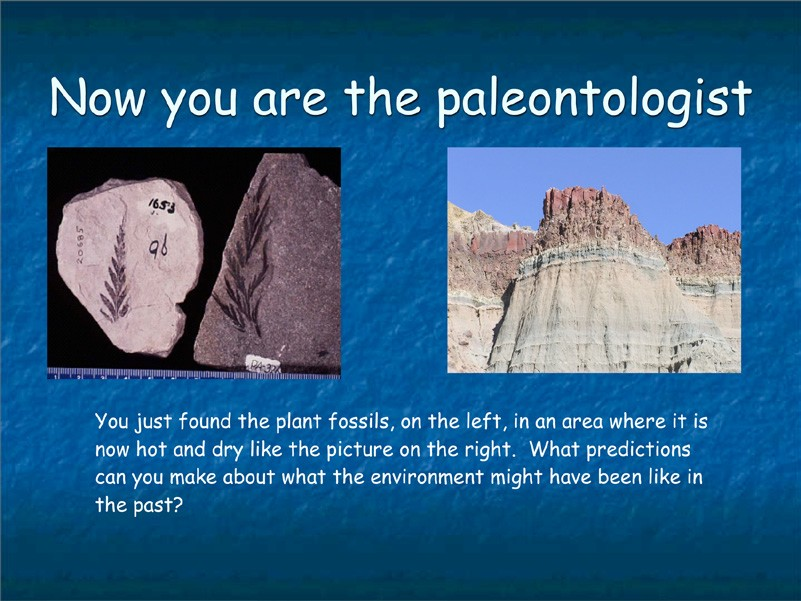 Now you are the paleontologist
1653
20685
96
You just found the plant fossils, on the left, in an area where it is
now hot and dry like the picture on the right.  What predictions
can you make about what the environment might have been like in
the past?